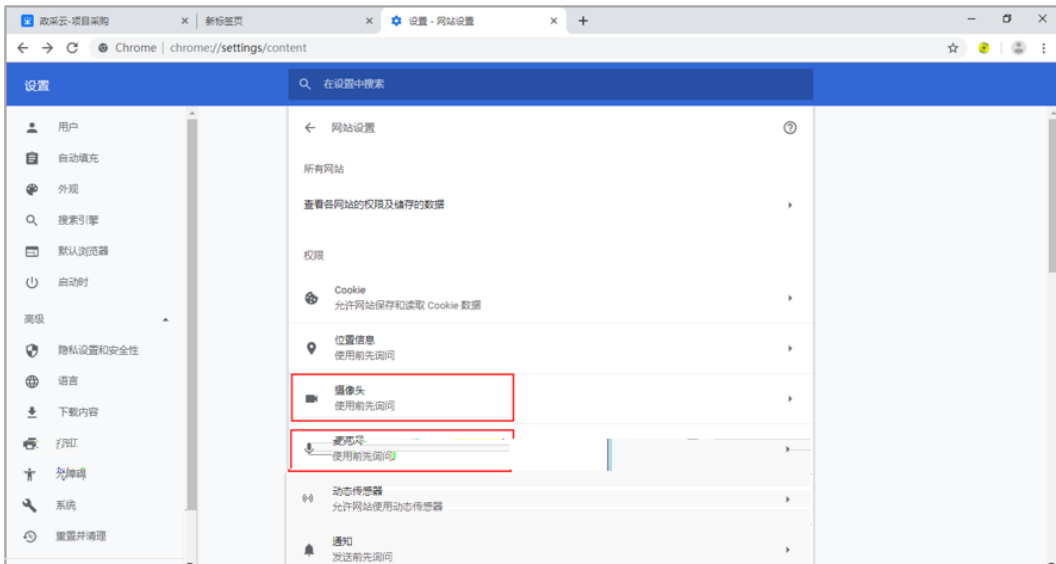 政采云-项目采购
新标签页
设置 - 网站设置
Chrome | chrome://settings/content
设置
在设置中搜索
用户
自动填充
外观
搜索引擎
默认浏览器
启动时
高级
隐私设置和安全性
语言
下载内容
系统
重置并清理
网站设置
所有网站
查看各网站的权限及储存的数据
权限
Cookie
允许网站保存和读取 Cookie 数据
位置信息
使用前先询问
摄像头
使用前先询问
使用前先询问
动态传感器
允许网站使用动态传感器
通知
发送前先询问